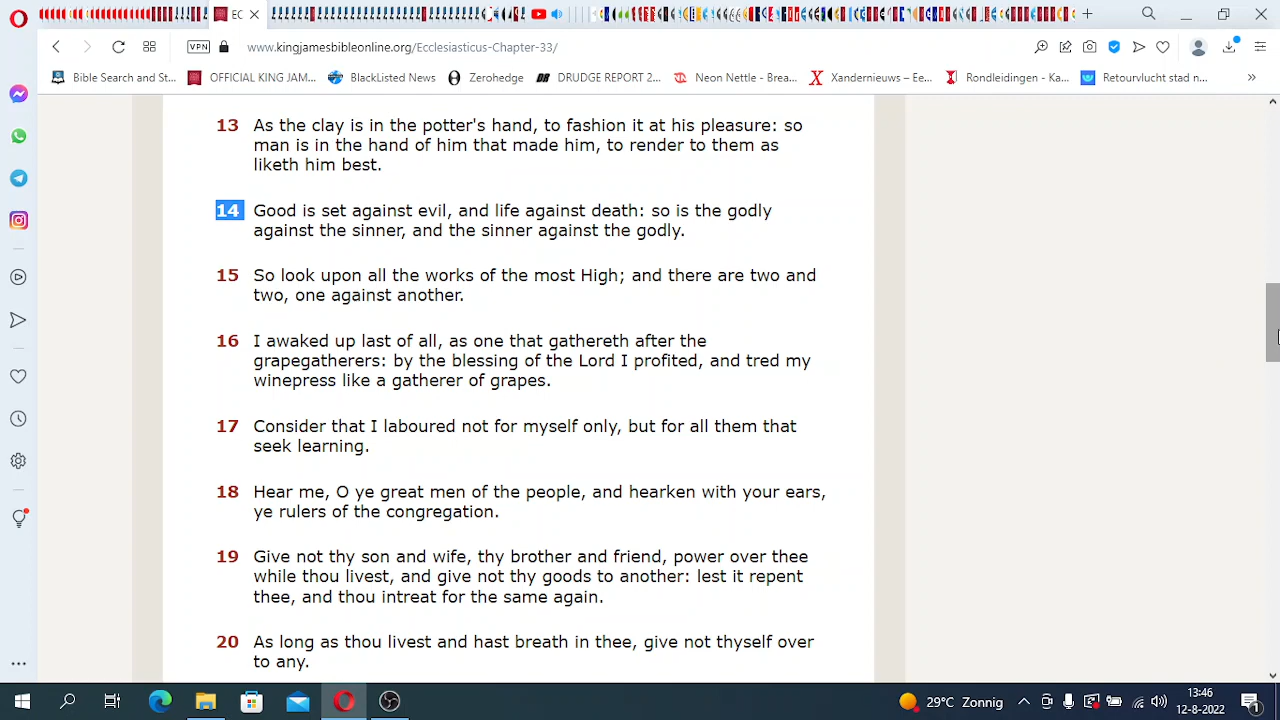 EC
VPN
www.kingjamesbibleonline.org/Ecclesiasticus-Chapter-33/
Bible Search and St...
OFFICIAL KING JAM...
BlackListed News
Zerohedge
DRUDGE REPORT 2...
Neon Nettle - Brea...
Xandernieuws – Ee...
Rondleidingen - Ka...
Retourvlucht stad n...
13 As the clay is in the potter's hand, to fashion it at his pleasure: so
man is in the hand of him that made him, to render to them as
liketh him best.
14 Good is set against evil, and life against death: so is the godly
against the sinner, and the sinner against the godly.
15 So look upon all the works of the most High; and there are two and
two, one against another.
16 I awaked up last of all, as one that gathereth after the
grapegatherers: by the blessing of the Lord I profited, and tred my
winepress like a gatherer of grapes.
17 Consider that I laboured not for myself only, but for all them that
seek learning.
18 Hear me, O ye great men of the people, and hearken with your ears,
ye rulers of the congregation.
19 Give not thy son and wife, thy brother and friend, power over thee
while thou livest, and give not thy goods to another: lest it repent
thee, and thou intreat for the same again.
20 As long as thou livest and hast breath in thee, give not thyself over
to any.
29°C Zonnig
13:46
12-8-2022
1